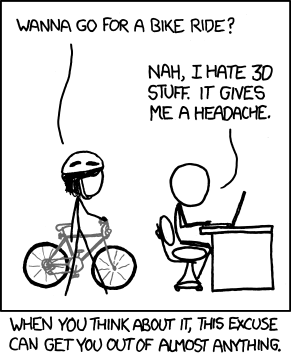 WANNA GO FOR A BIKE RIDE?
NAH, I HATE 3D
STUFF. IT GIVES
ME A HEADACHE.
WHEN YOU THINK ABOUT IT, THIS EXCUSE
CAN GET YOU OUT OF ALMOST ANYTHING.